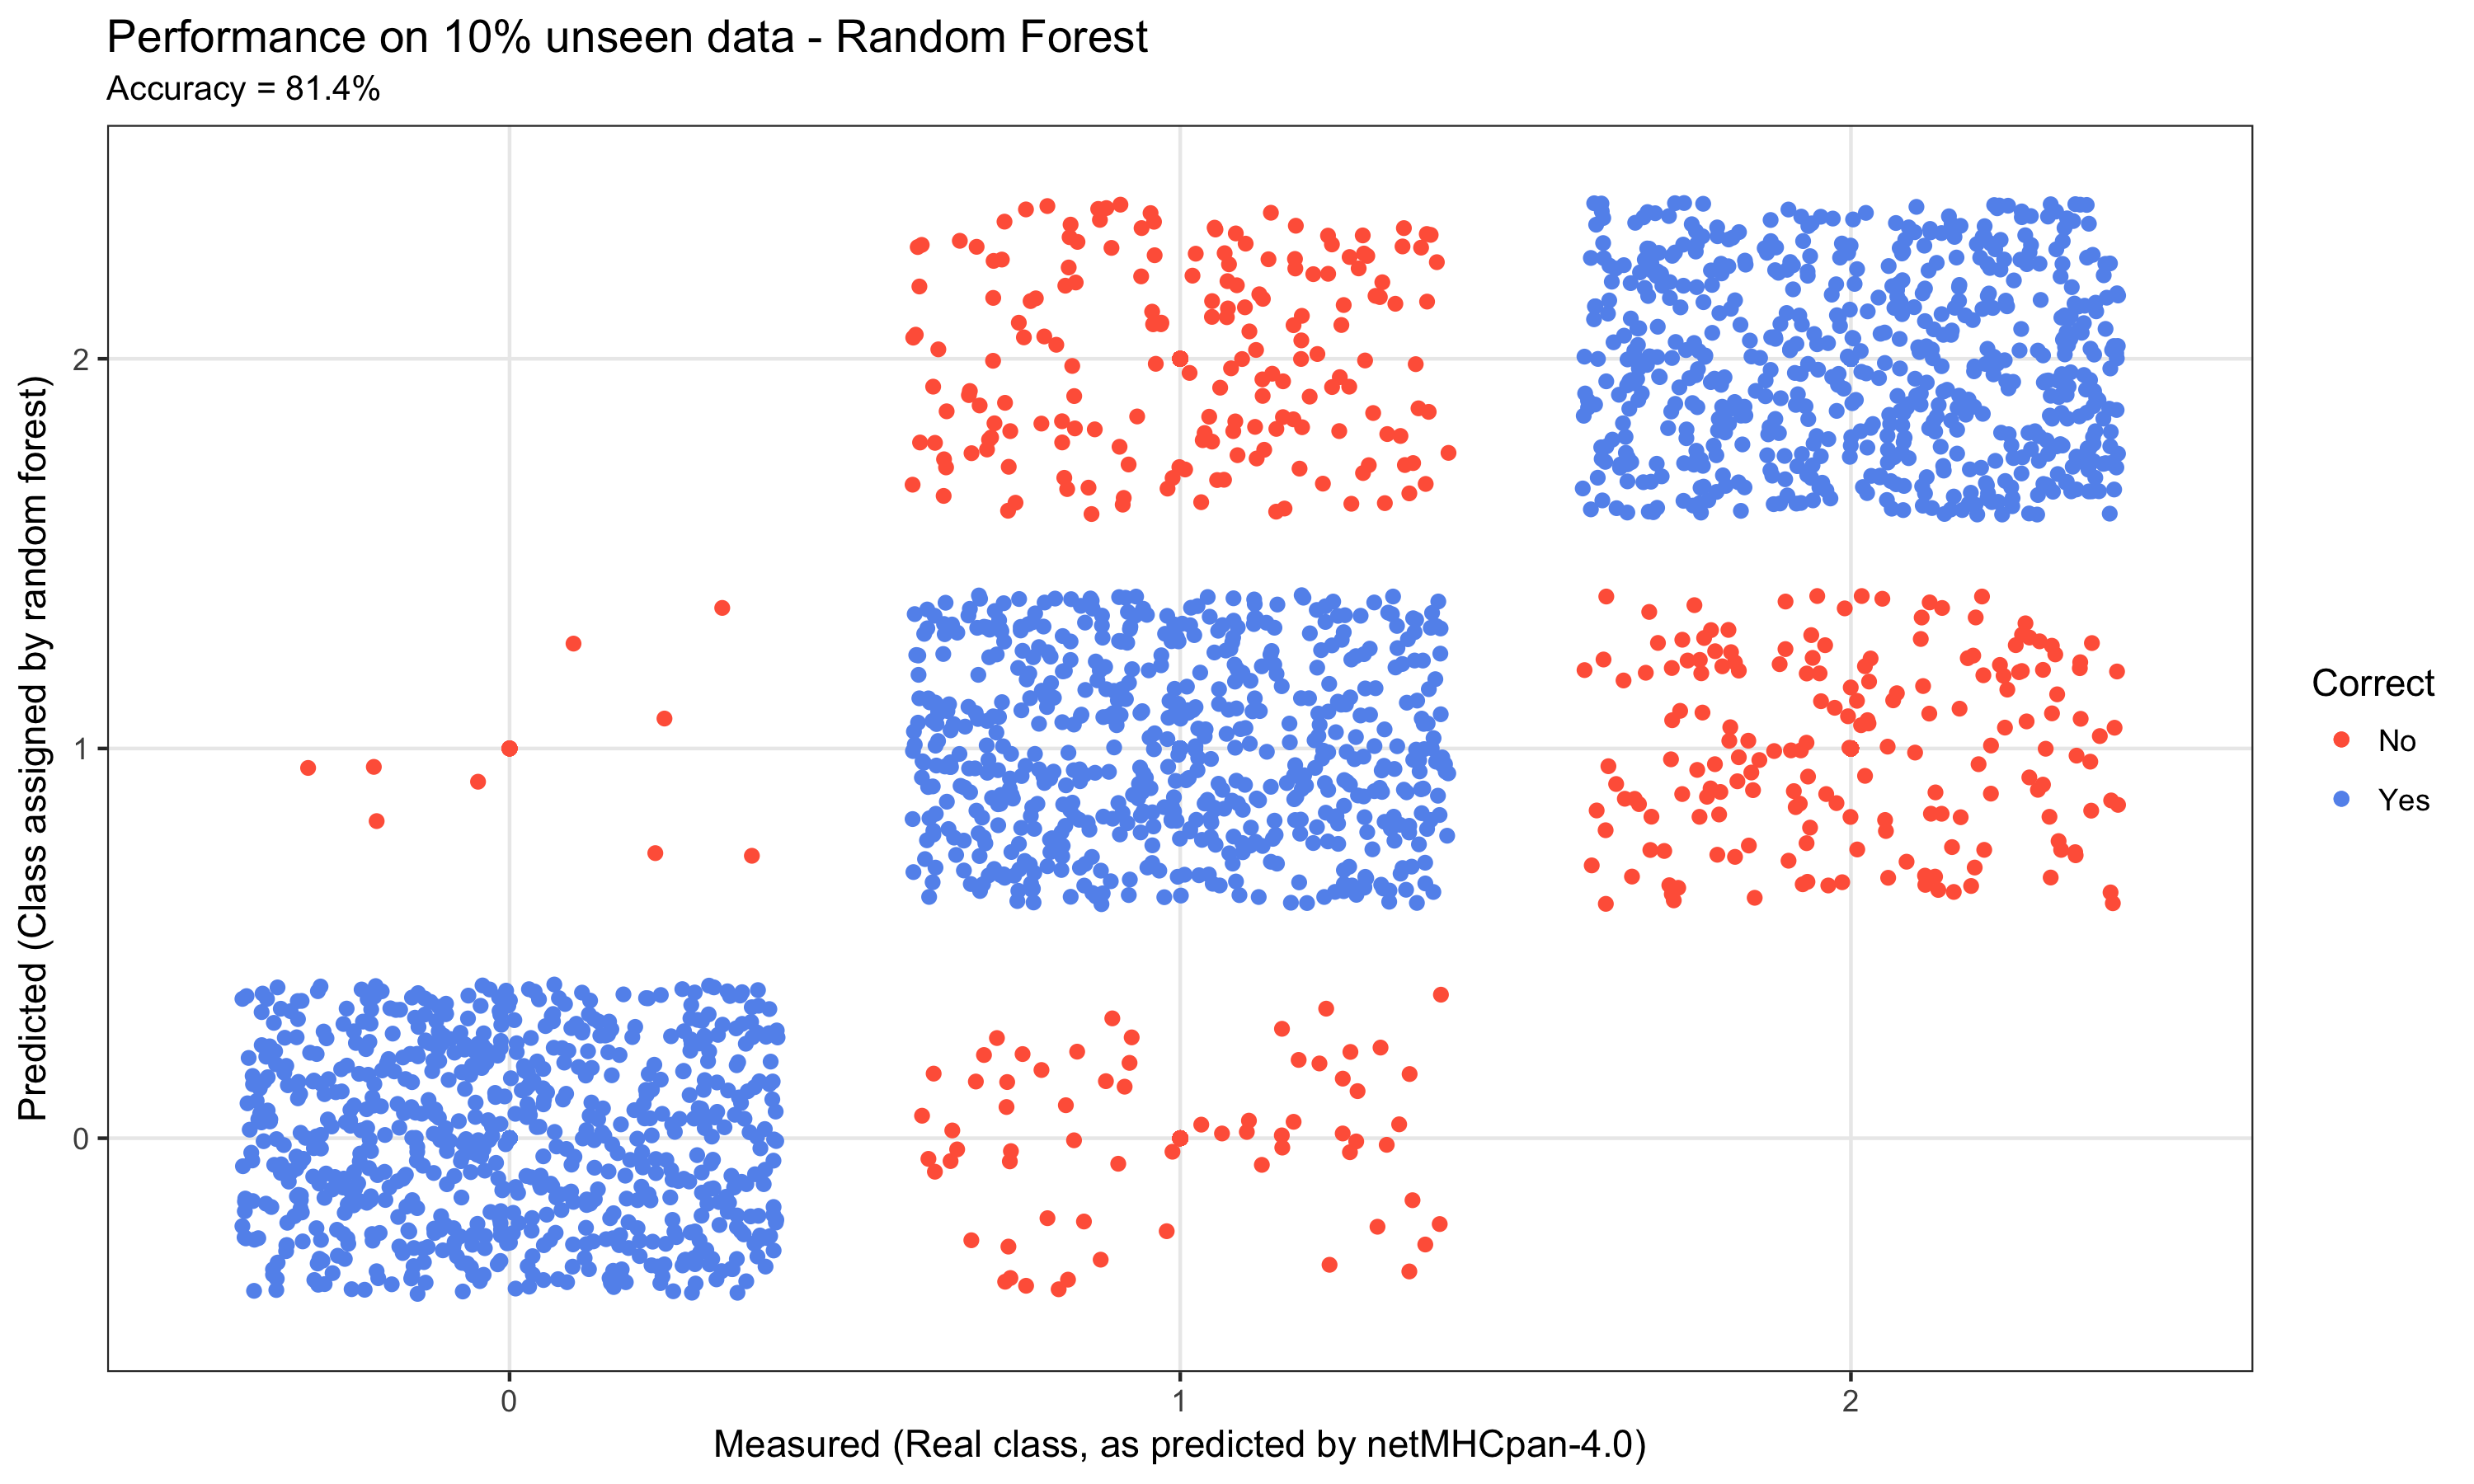 Performance on 10% unseen data - Random Forest
Accuracy = 81.4%
Predicted (Class assigned by random forest)
2
1
0
0
1
2
Measured (Real class, as predicted by netMHCpan-4.0)
Correct
No
Yes